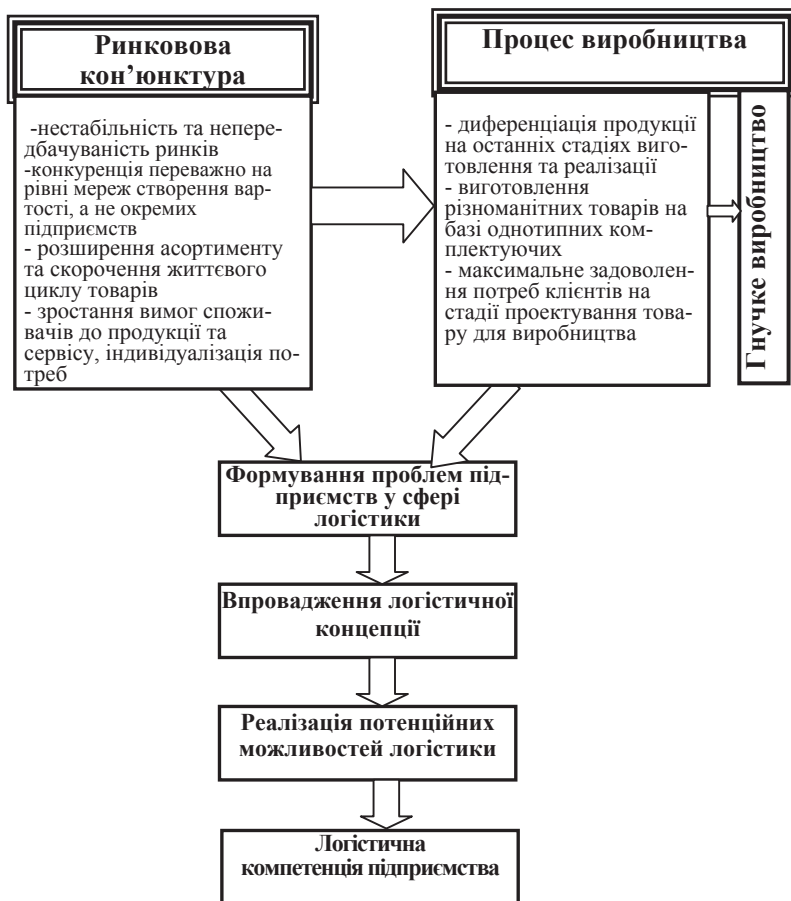 Ринковова
кон’юнктура
-нестабільність та непере-
дбачуваність ринків
-конкуренція переважно на
рівні мереж створення вар-
тості, а не окремих
підприємств
- розширення асортименту
та скорочення життєвого
циклу товарів
- зростання вимог спожи-
вачів до продукції та
сервісу, індивідуалізація по-
треб
Процес виробництва
- диференціація продукції
на останніх стадіях виго-
товлення та реалізації
- виготовлення
різноманітних товарів на
базі однотипних ком-
плектуючих
- максимальне задоволен-
ня потреб клієнтів на
стадії проектування това-
ру для виробництва
Гнучке виробництво
Формування проблем під-
приємств у сфері
логістики
Впровадження логістичної
концепції
Реалізація потенційних
можливостей логістики
Логістична
компетенція підприємства